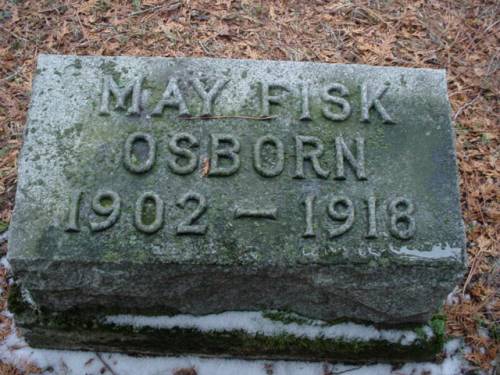 MAY FISK
OSBORN
1902 – 1918